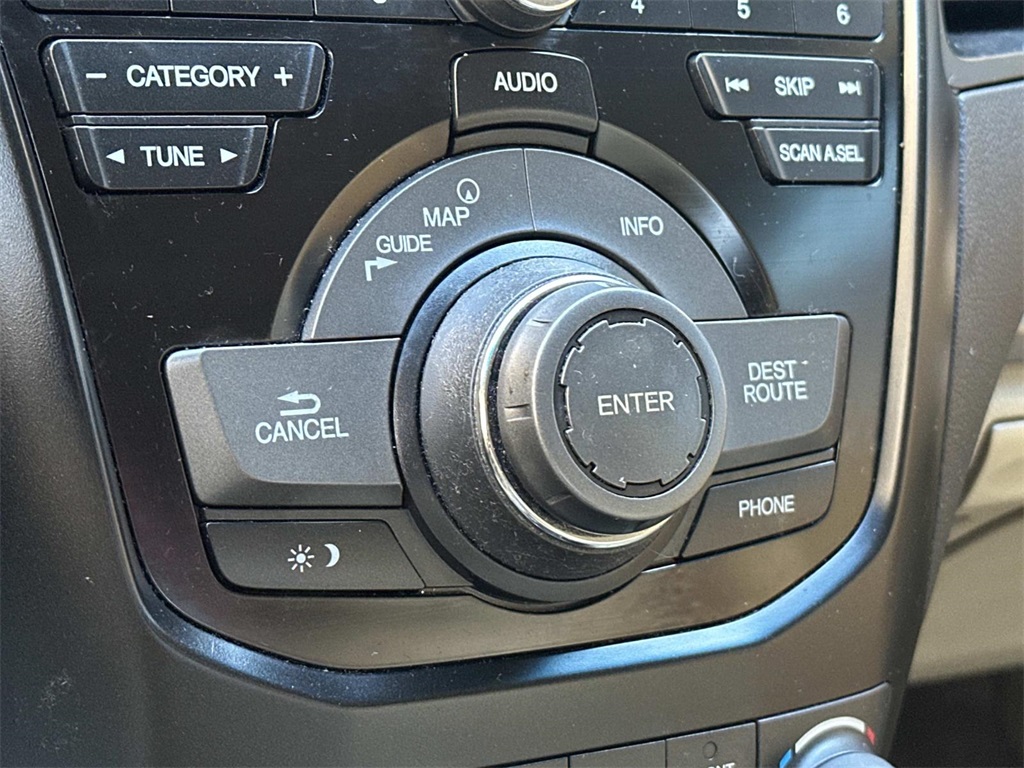 4 5 6
− CATEGORY +
AUDIO
SKIP
TUNE
SCAN A.SEL
MAP
GUIDE
INFO
CANCEL
ENTER
DEST
ROUTE
PHONE